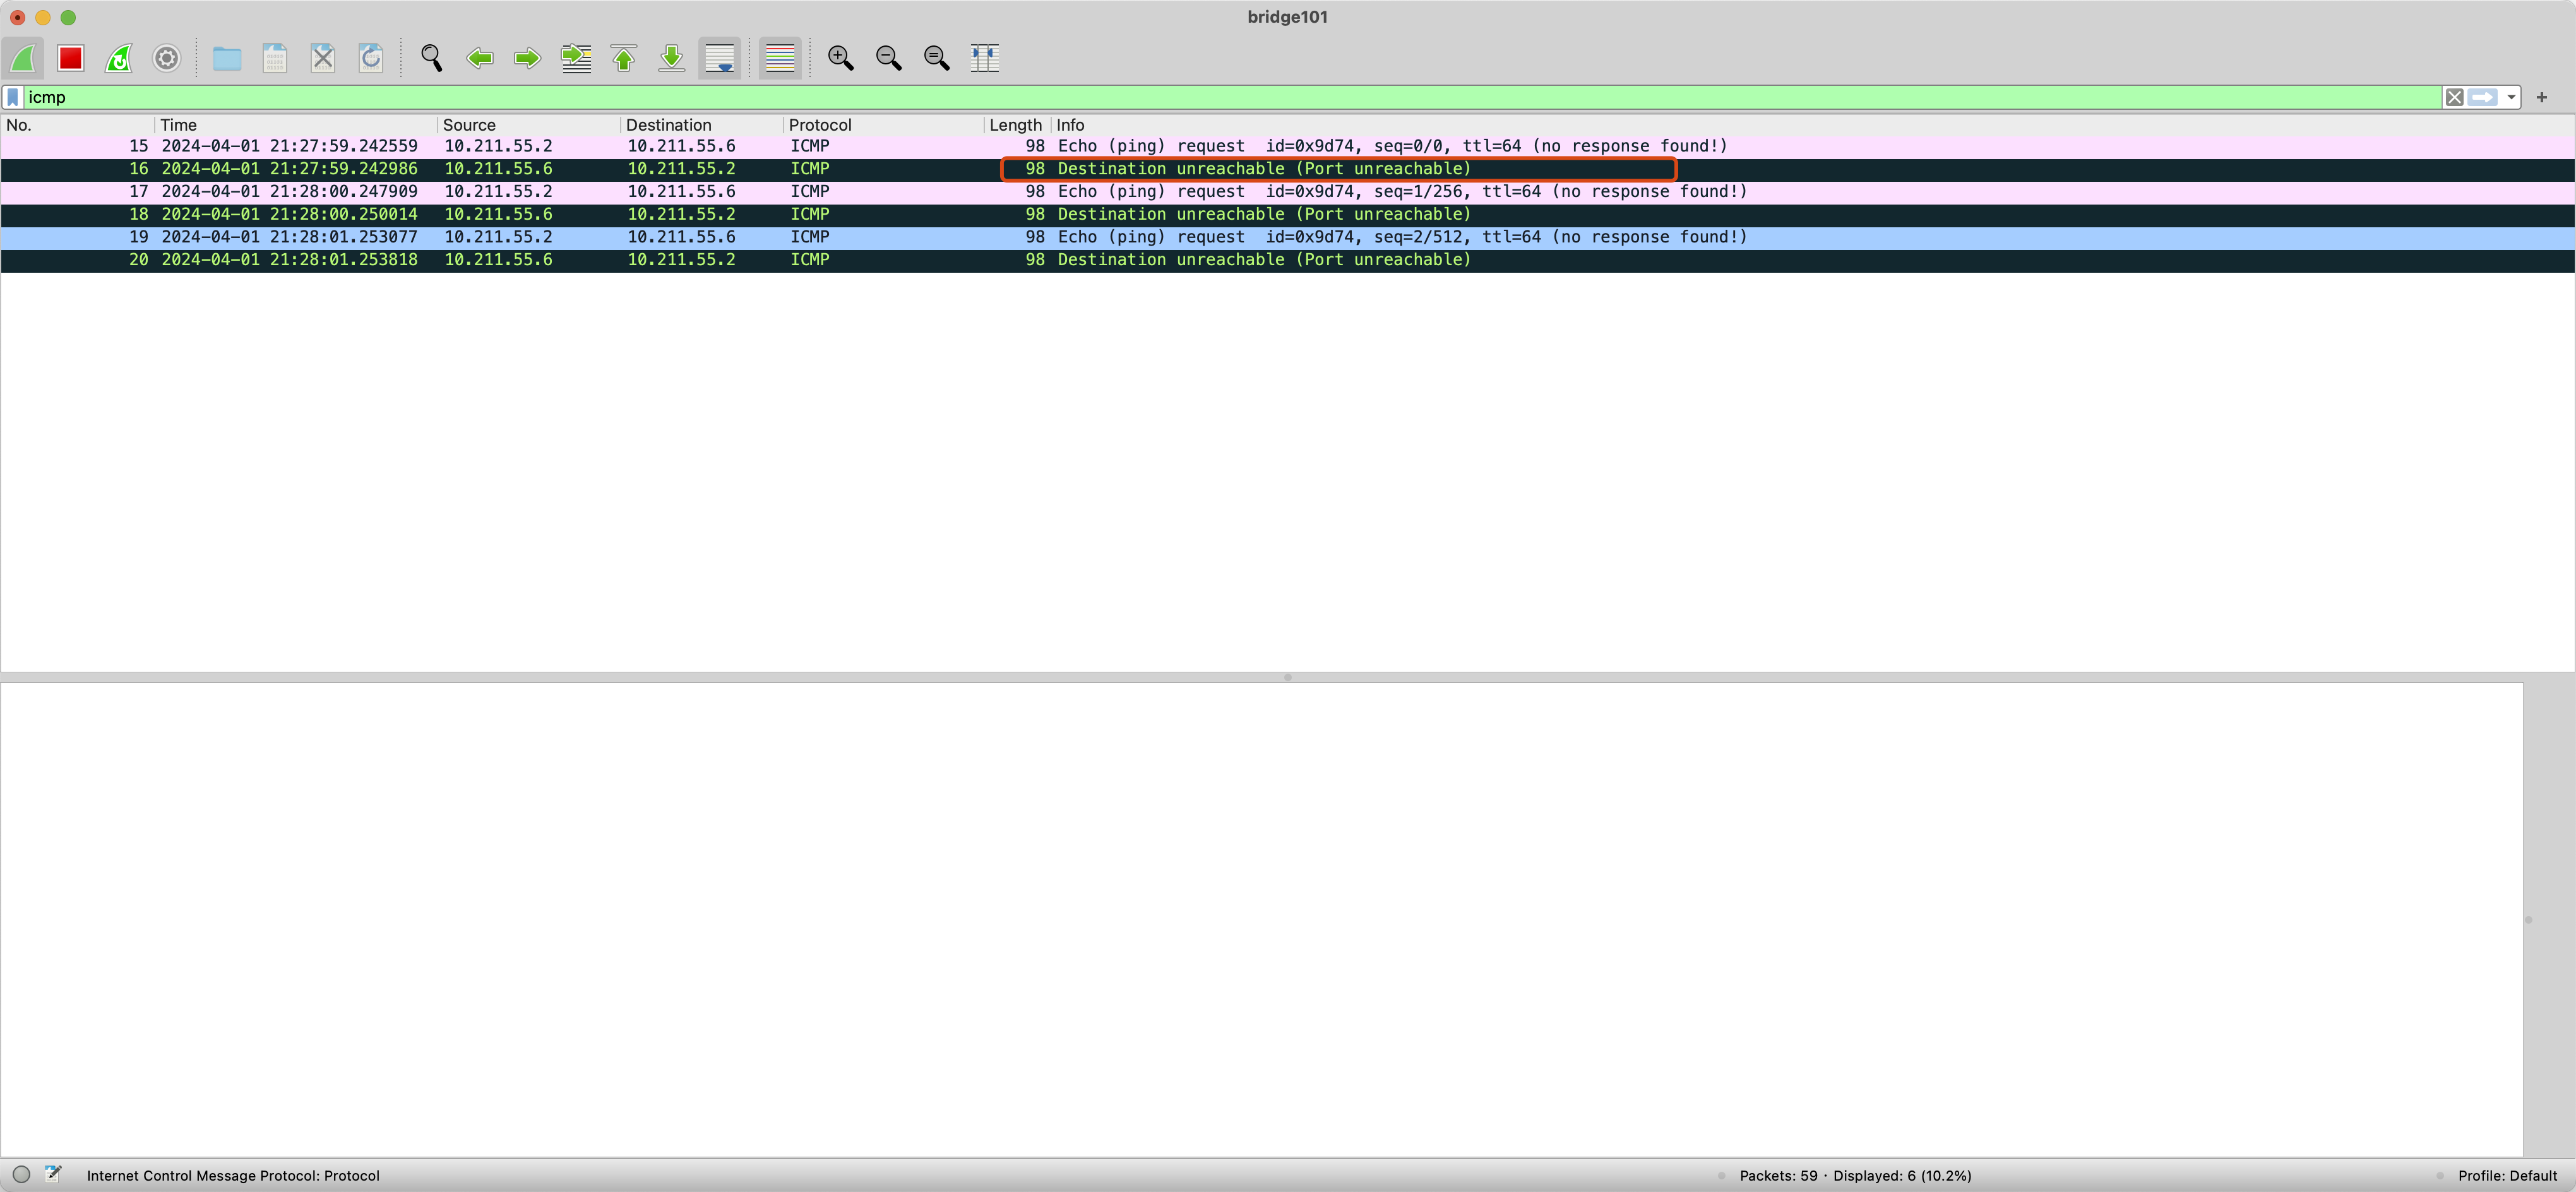 bridge101
icmp
No. Time Source Destination Protocol Length Info
15 2024-04-01 21:27:59.242559 10.211.55.2 10.211.55.6 ICMP 98 Echo (ping) request  id=0x9d74, seq=0/0, ttl=64 (no response found!)
16 2024-04-01 21:27:59.242986 10.211.55.6 10.211.55.2 ICMP 98 Destination unreachable (Port unreachable)
17 2024-04-01 21:28:00.247909 10.211.55.2 10.211.55.6 ICMP 98 Echo (ping) request  id=0x9d74, seq=1/256, ttl=64 (no response found!)
18 2024-04-01 21:28:00.250014 10.211.55.6 10.211.55.2 ICMP 98 Destination unreachable (Port unreachable)
19 2024-04-01 21:28:01.253077 10.211.55.2 10.211.55.6 ICMP 98 Echo (ping) request  id=0x9d74, seq=2/512, ttl=64 (no response found!)
20 2024-04-01 21:28:01.253818 10.211.55.6 10.211.55.2 ICMP 98 Destination unreachable (Port unreachable)
Internet Control Message Protocol: Protocol Packets: 59 · Displayed: 6 (10.2%) Profile: Default